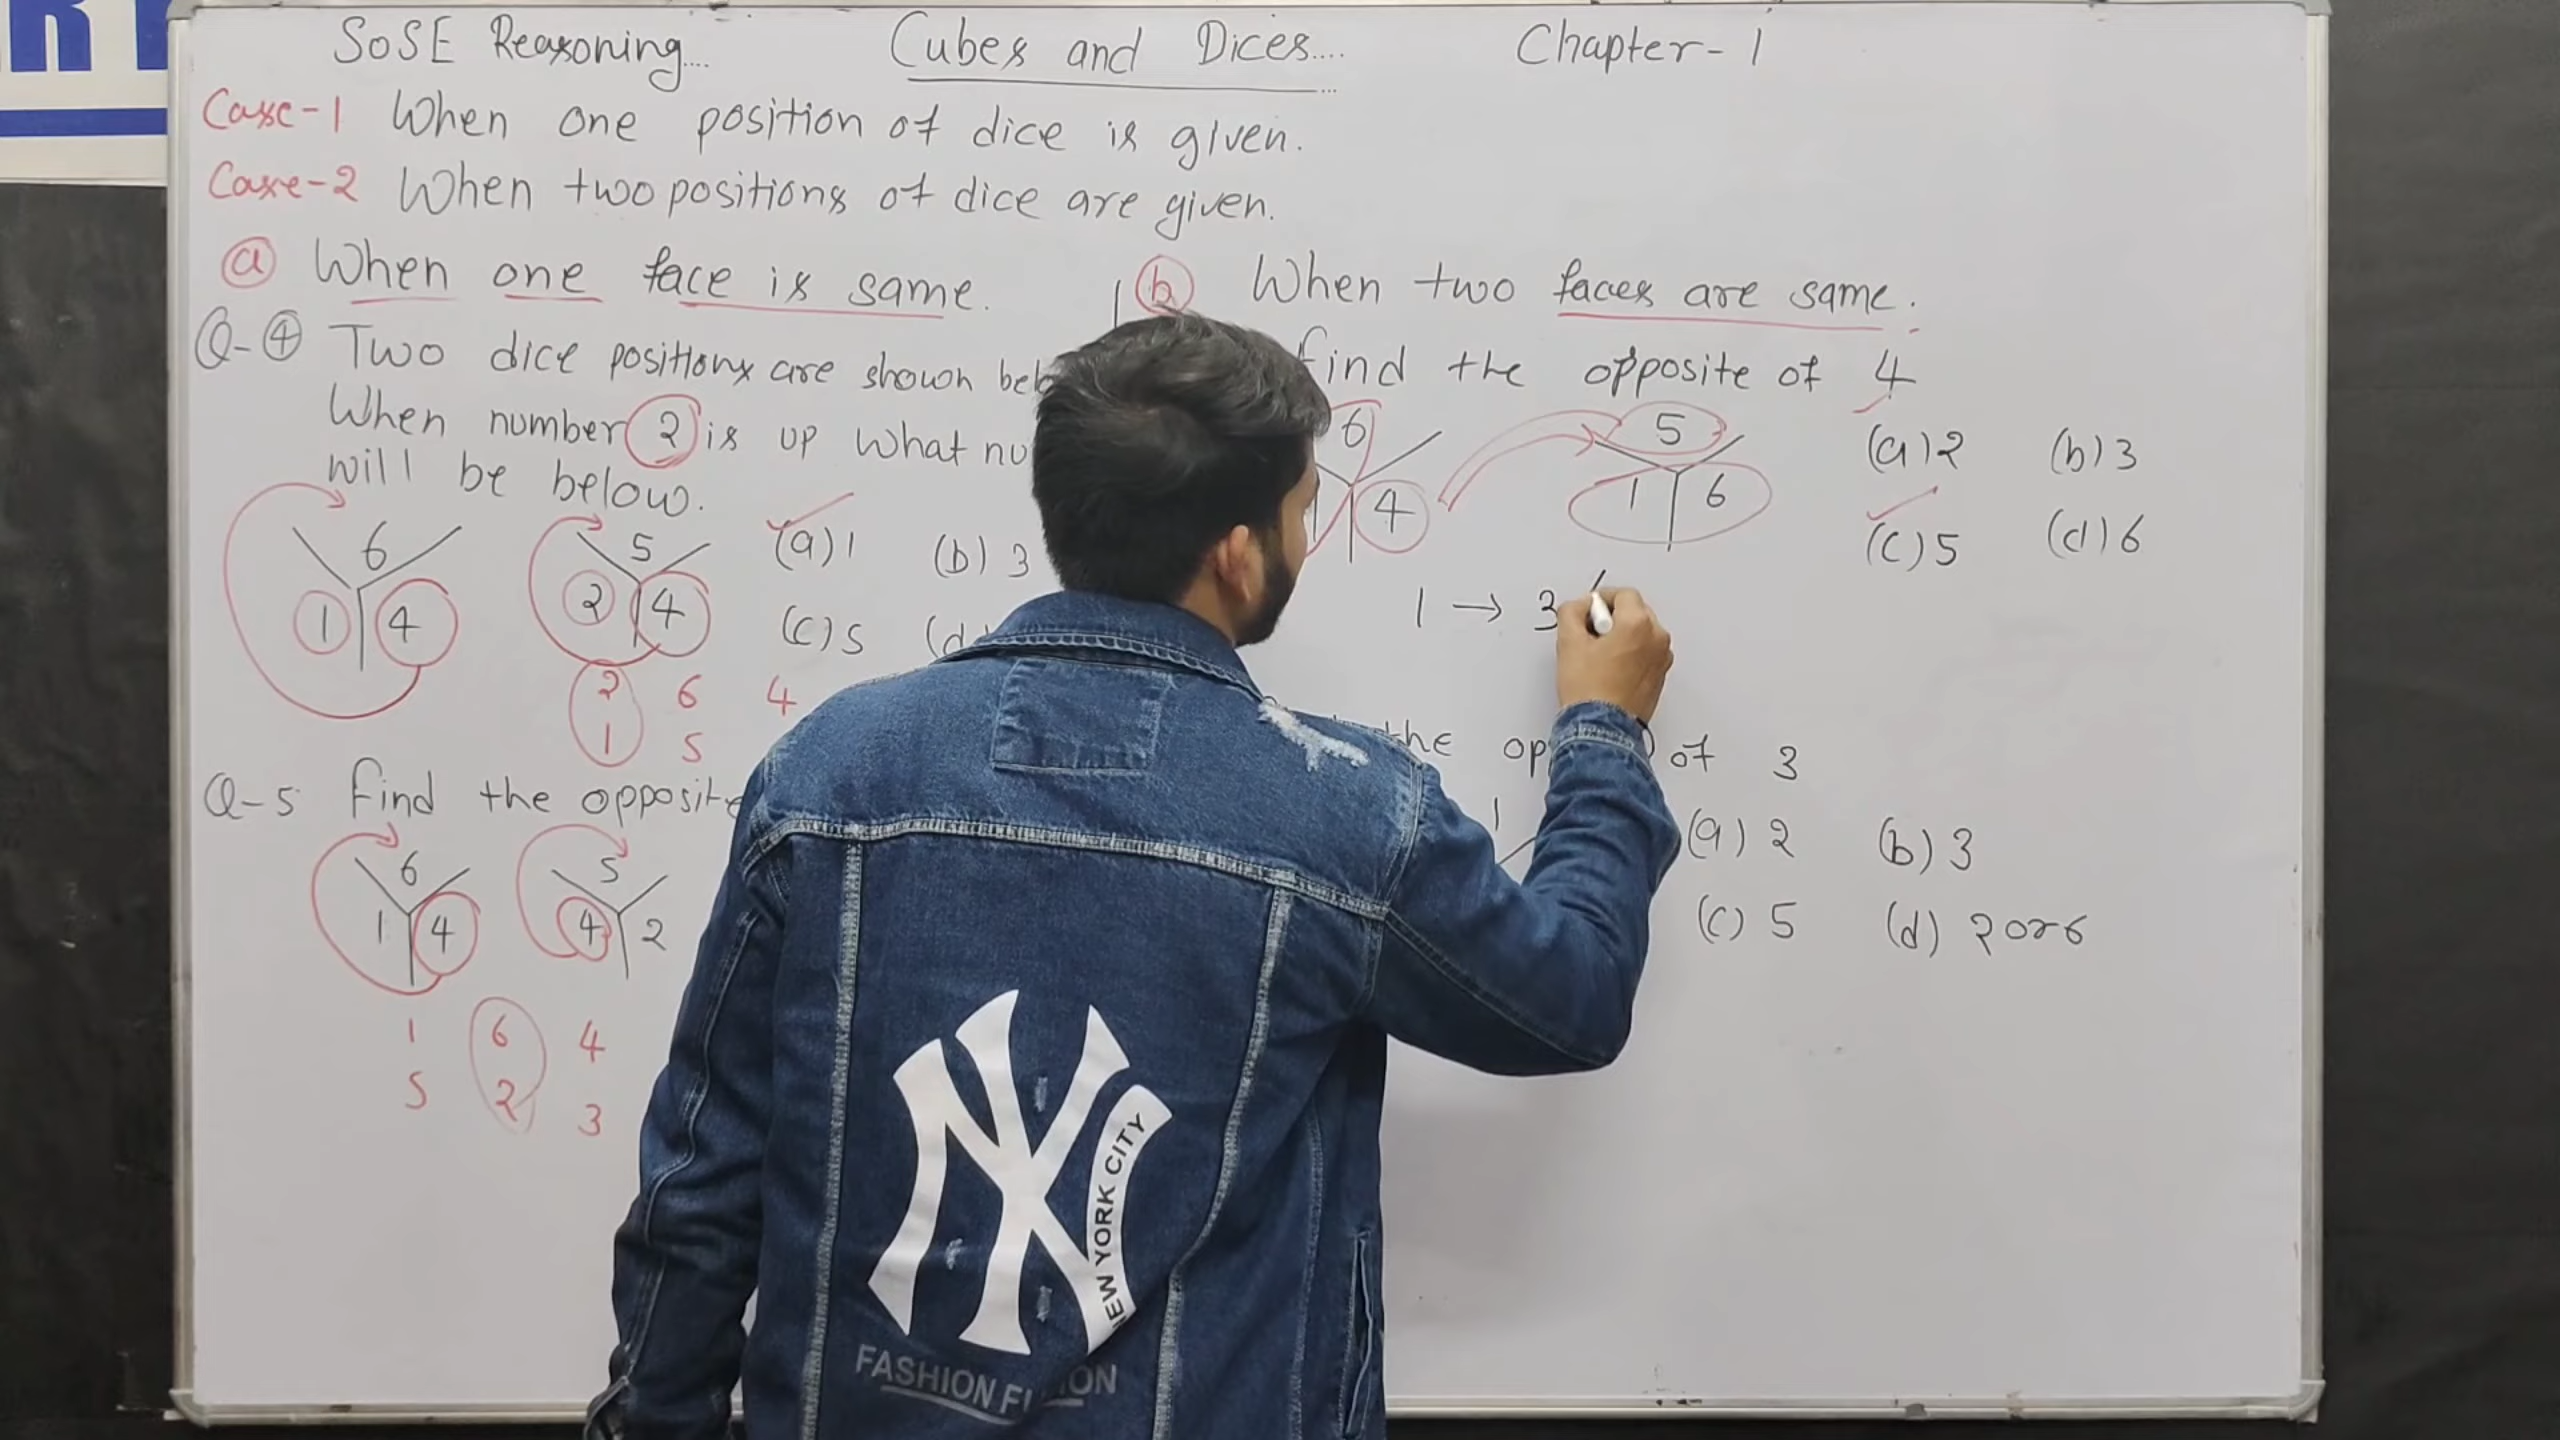 SoSE Reasoning.... Cubes and Dices.... Chapter-1
Case-1 When one position of dice is given.
Case-2 When two positions of dice are given.
(a) When one face is same.
Q-(4) Two dice positions are shown
When number 2 is up what
will be below.
6
1 4
5
2 4
(a) 1 (b) 3
(c) 5 (d)
2 6 4
1 5
Q-5 find the opposite
6
1 4
5
4 2
1 6 4
5 2 3
(b) When two faces are same.
find the opposite of 4
6
4
5
1 6
(a) 2 (b) 3
(c) 5 (d) 6
1 → 3
the of 3
1
(a) 2 (b) 3
(c) 5 (d) 2 or 6
NY
NEW YORK CITY
FASHION